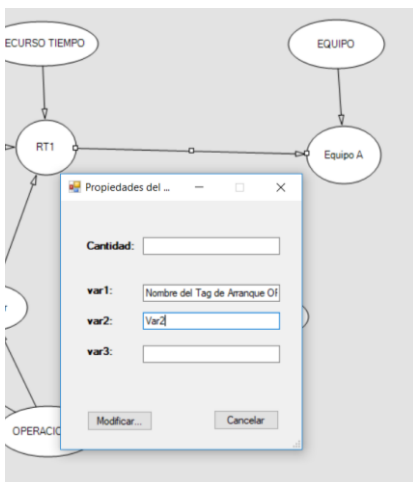 ECURSO TIEMPO
EQUIPO
RT1
Equipo A
Propiedades del ...
Cantidad:
var1: Nombre del Tag de Arranque OF
var2: Var2
var3:
r
Modificar...
Cancelar
OPERACIO